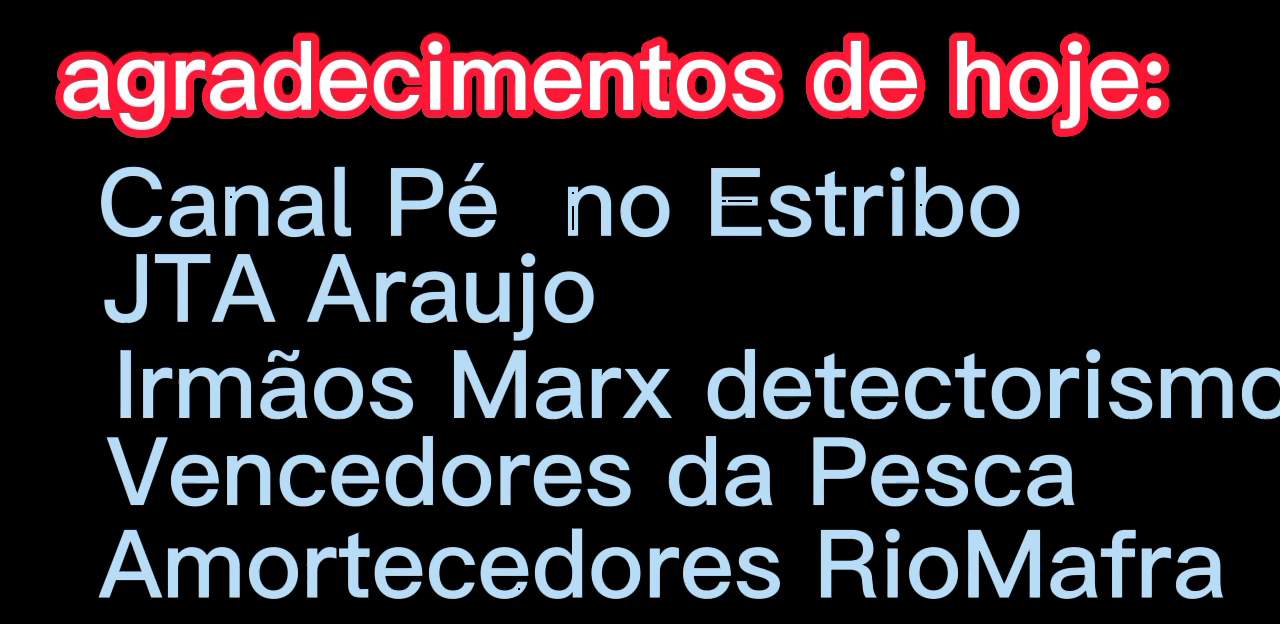 agradecimentos de hoje:
Canal Pé no Estribo
JTA Araujo
Irmãos Marx detectorismo
Vencedores da Pesca
Amortecedores RioMafra